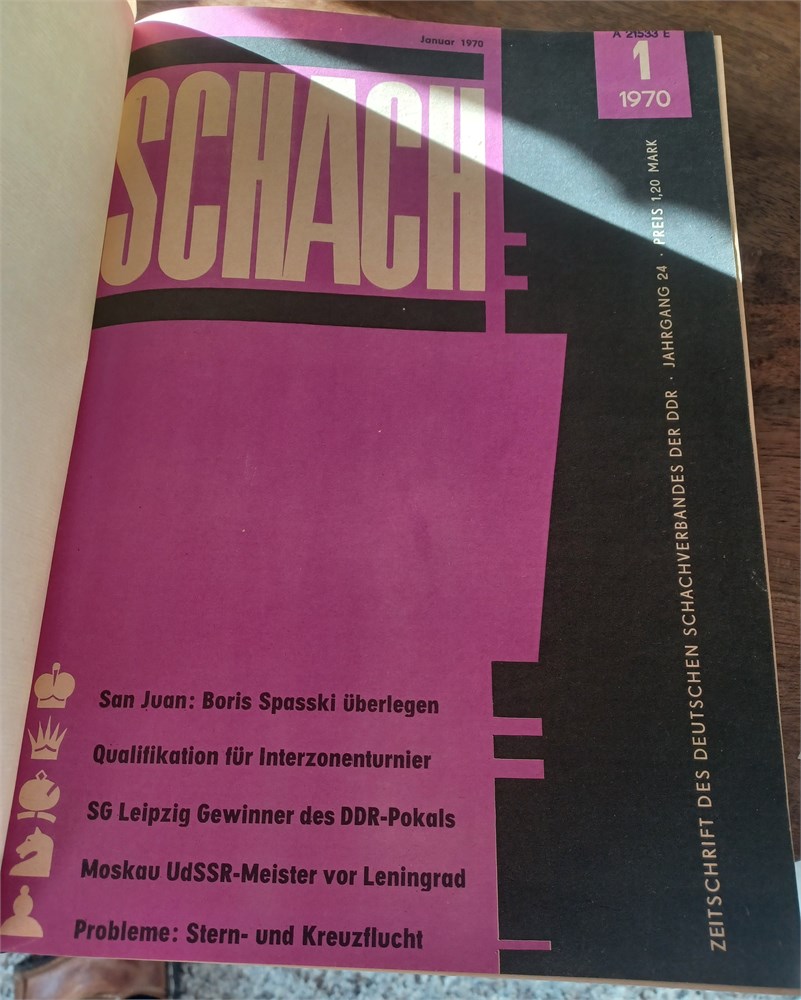 Januar 1970
SCHACH
A 21533 E
1
1970
ZEITSCHRIFT DES DEUTSCHEN SCHACHVERBANDES DER DDR · JAHRGANG 24 · PREIS 1,20 MARK
San Juan: Boris Spasski überlegen
Qualifikation für Interzonenturnier
SG Leipzig Gewinner des DDR-Pokals
Moskau UdSSR-Meister vor Leningrad
Probleme: Stern- und Kreuzflucht